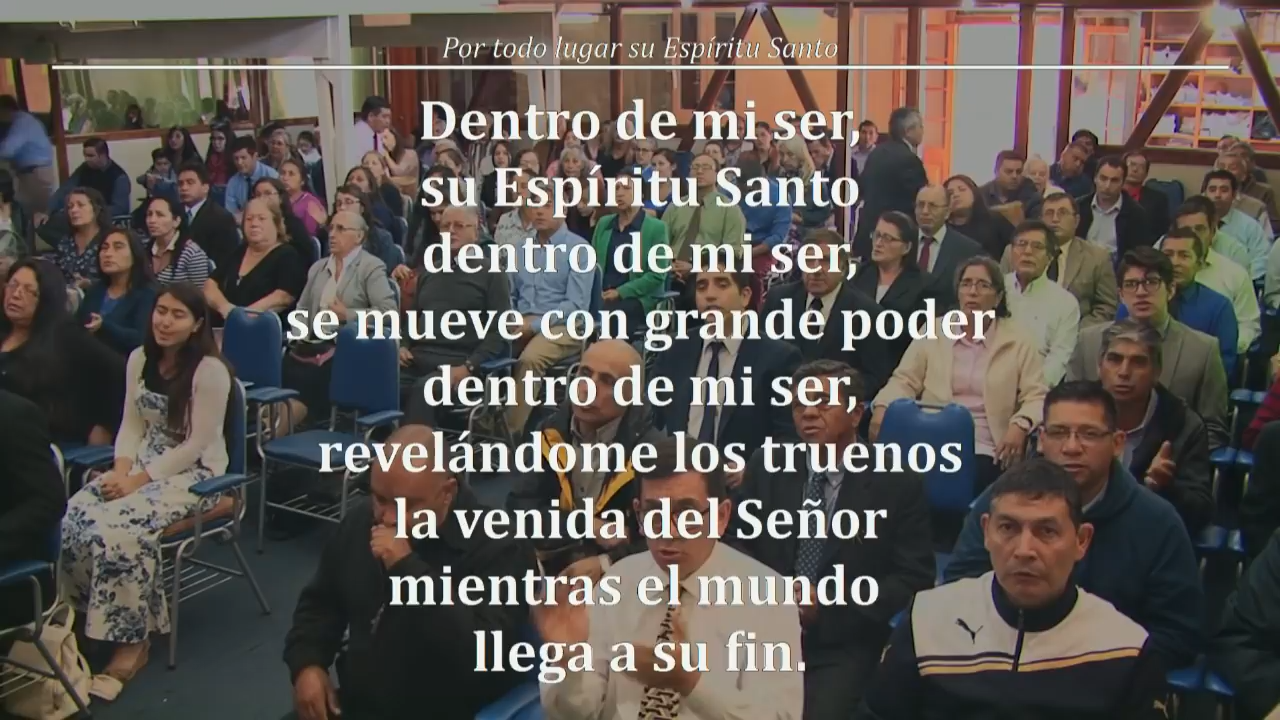 Por todo lugar su Espíritu Santo
Dentro de mi ser,
su Espíritu Santo
dentro de mi ser,
se mueve con grande poder
dentro de mi ser,
revelándome los truenos
la venida del Señor
mientras el mundo
llega a su fin.